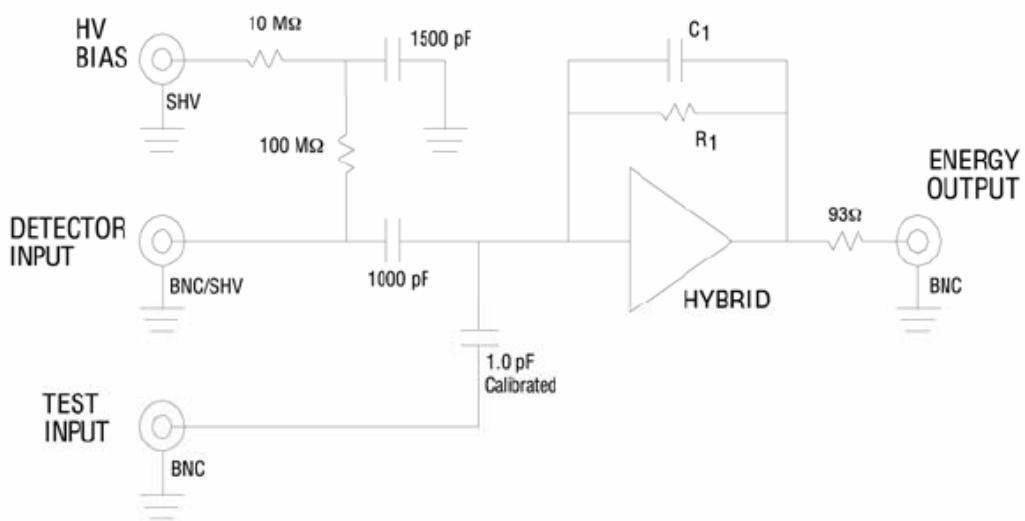 HV
BIAS
10 MΩ
1500 pF
C1
SHV
R1
100 MΩ
ENERGY
OUTPUT
DETECTOR
INPUT
93Ω
BNC/SHV
1000 pF
HYBRID
BNC
1.0 pF
Calibrated
TEST
INPUT
BNC